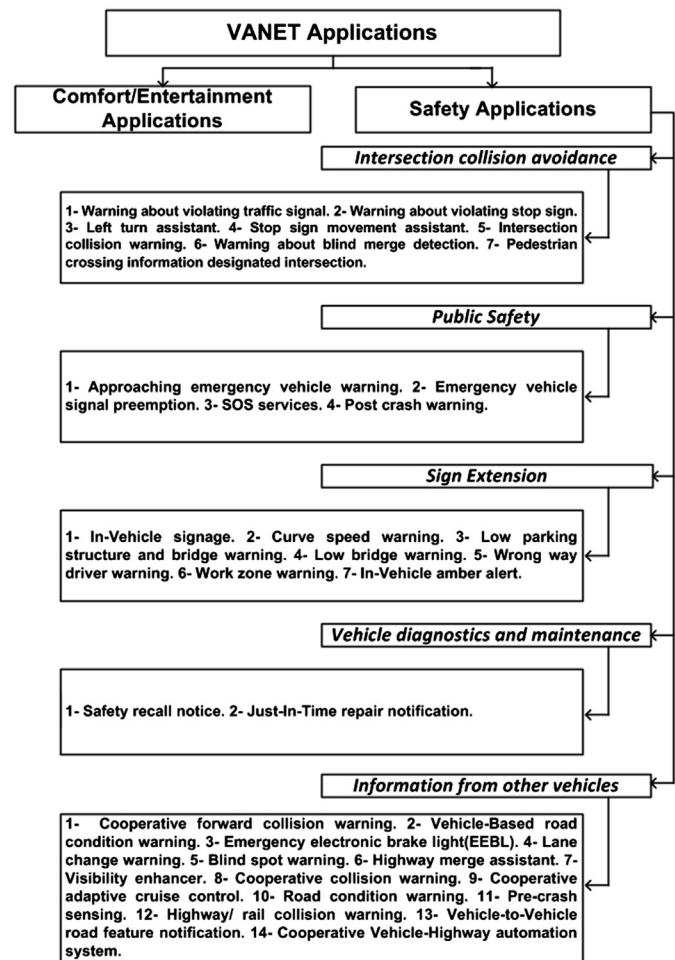 VANET Applications
Comfort/Entertainment
Applications
Safety Applications
Intersection collision avoidance
1- Warning about violating traffic signal. 2- Warning about violating stop sign.
3- Left turn assistant. 4- Stop sign movement assistant. 5- Intersection
collision warning. 6- Warning about blind merge detection. 7- Pedestrian
crossing information designated intersection.
Public Safety
1- Approaching emergency vehicle warning. 2- Emergency vehicle
signal preemption. 3- SOS services. 4- Post crash warning.
Sign Extension
1- In-Vehicle signage. 2- Curve speed warning. 3- Low parking
structure and bridge warning. 4- Low bridge warning. 5- Wrong way
driver warning. 6- Work zone warning. 7- In-Vehicle amber alert.
Vehicle diagnostics and maintenance
1- Safety recall notice. 2- Just-In-Time repair notification.
Information from other vehicles
1- Cooperative forward collision warning. 2- Vehicle-Based road
condition warning. 3- Emergency electronic brake light(EEBL). 4- Lane
change warning. 5- Blind spot warning. 6- Highway merge assistant. 7-
Visibility enhancer. 8- Cooperative collision warning. 9- Cooperative
adaptive cruise control. 10- Road condition warning. 11- Pre-crash
sensing. 12- Highway/ rail collision warning. 13- Vehicle-to-Vehicle
road feature notification. 14- Cooperative Vehicle-Highway automation
system.